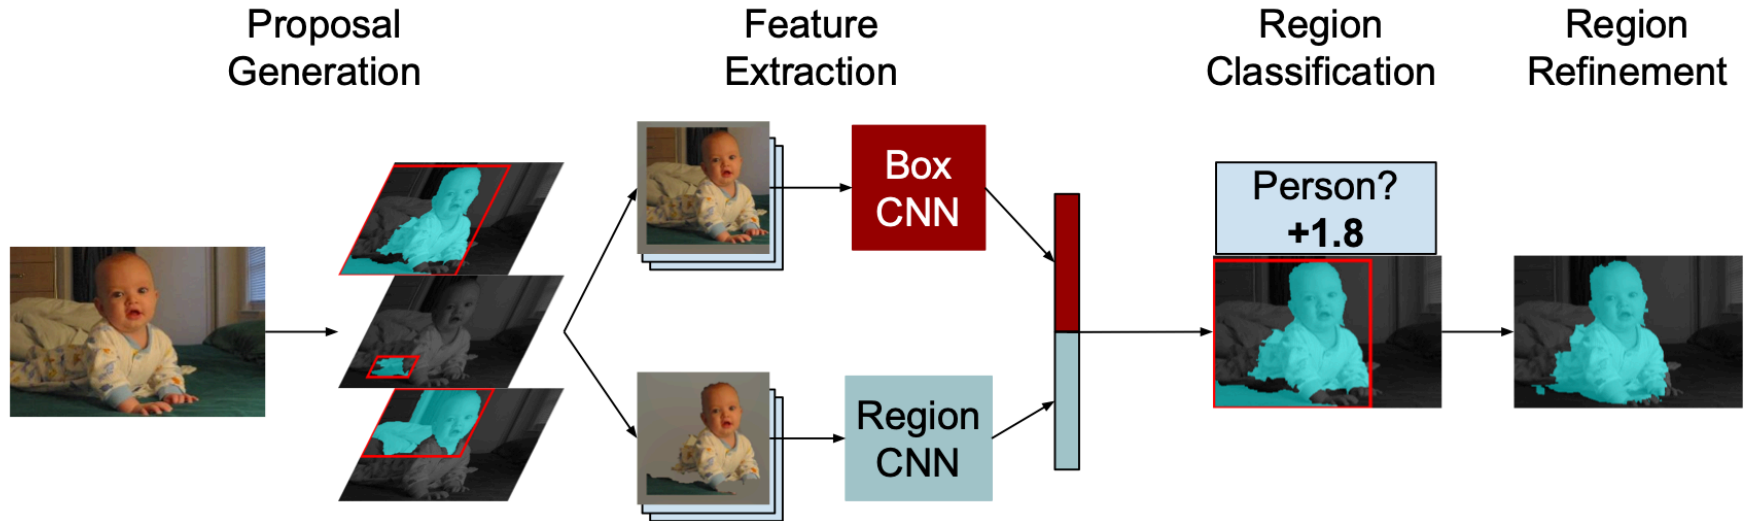 Proposal
Generation
Feature
Extraction
Region
Classification
Region
Refinement
Box
CNN
Region
CNN
Person?
+1.8